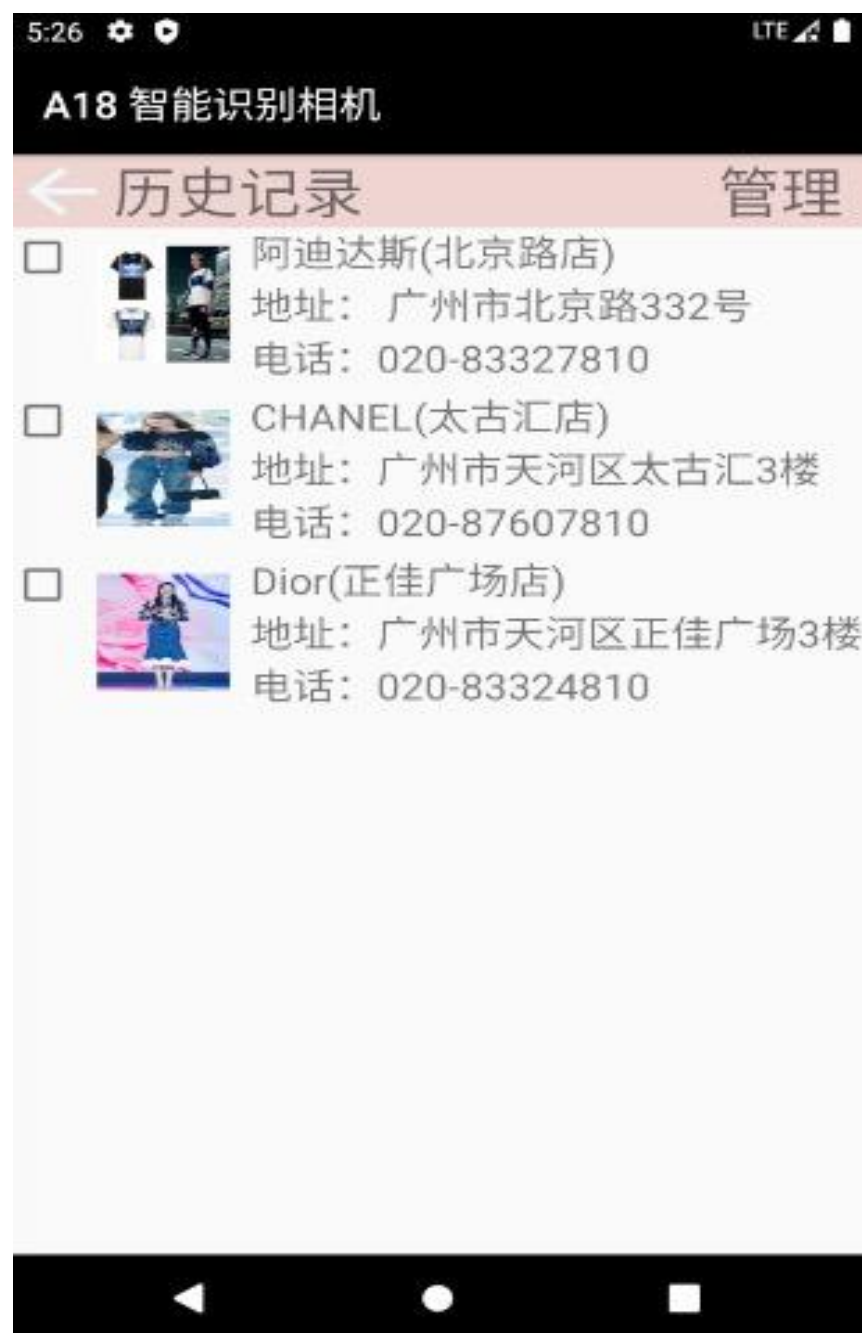 5:26 LTE
A18 智能识别相机
历史记录 管理
阿迪达斯(北京路店)
地址： 广州市北京路332号
电话：020-83327810
CHANEL(太古汇店)
地址：广州市天河区太古汇3楼
电话：020-87607810
Dior(正佳广场店)
地址：广州市天河区正佳广场3楼
电话：020-83324810